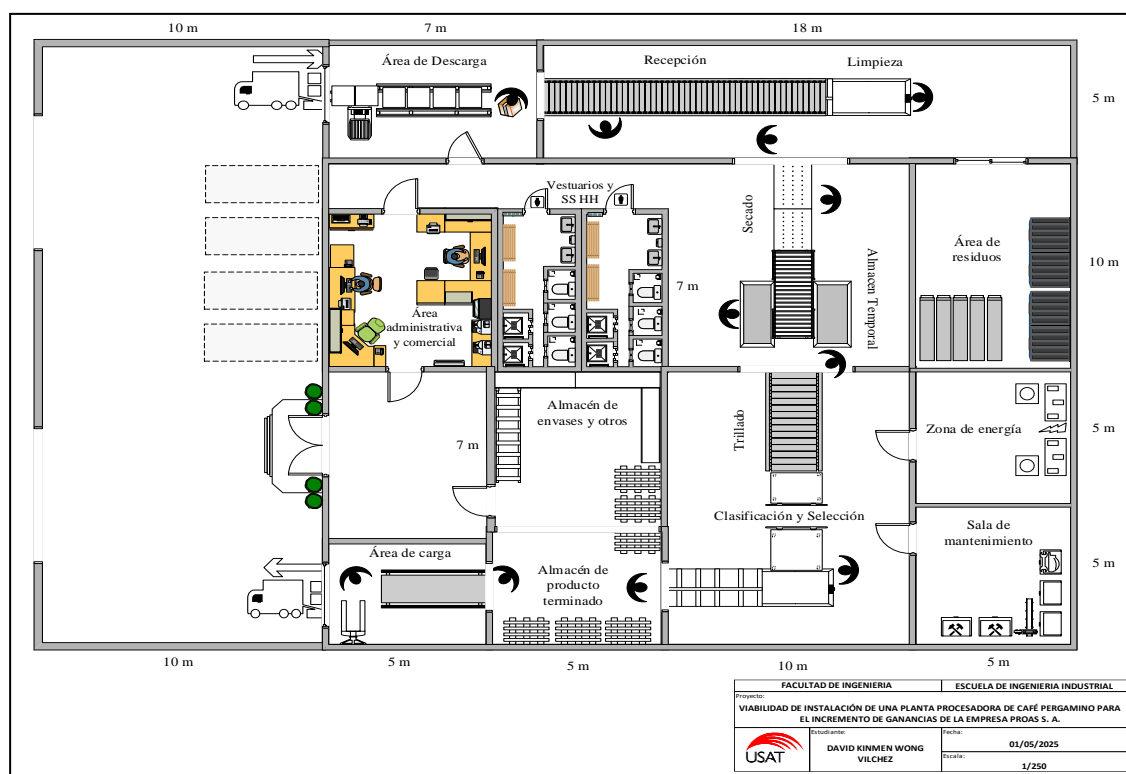 10 m
7 m
18 m
Área de Descarga
Recepción
Limpieza
5 m
Vestuarios y
SS HH
Secado
Almacen Temporal
Área de
residuos
10 m
7 m
Área
administrativa
y comercial
Almacén de
envases y otros
7 m
Trillado
Zona de energía
5 m
Clasificación y Selección
Sala de
mantenimiento
Área de carga
Almacén de
producto
terminado
5 m
10 m
5 m
5 m
10 m
5 m
FACULTAD DE INGENIERIA
ESCUELA DE INGENIERIA INDUSTRIAL
Proyecto:
VIABILIDAD DE INSTALACIÓN DE UNA PLANTA PROCESADORA DE CAFÉ PERGAMINO PARA
EL INCREMENTO DE GANANCIAS DE LA EMPRESA PROAS S. A.
USAT
Estudiante:
DAVID KINMEN WONG
VILCHEZ
Fecha:
01/05/2025
Escala:
1/250